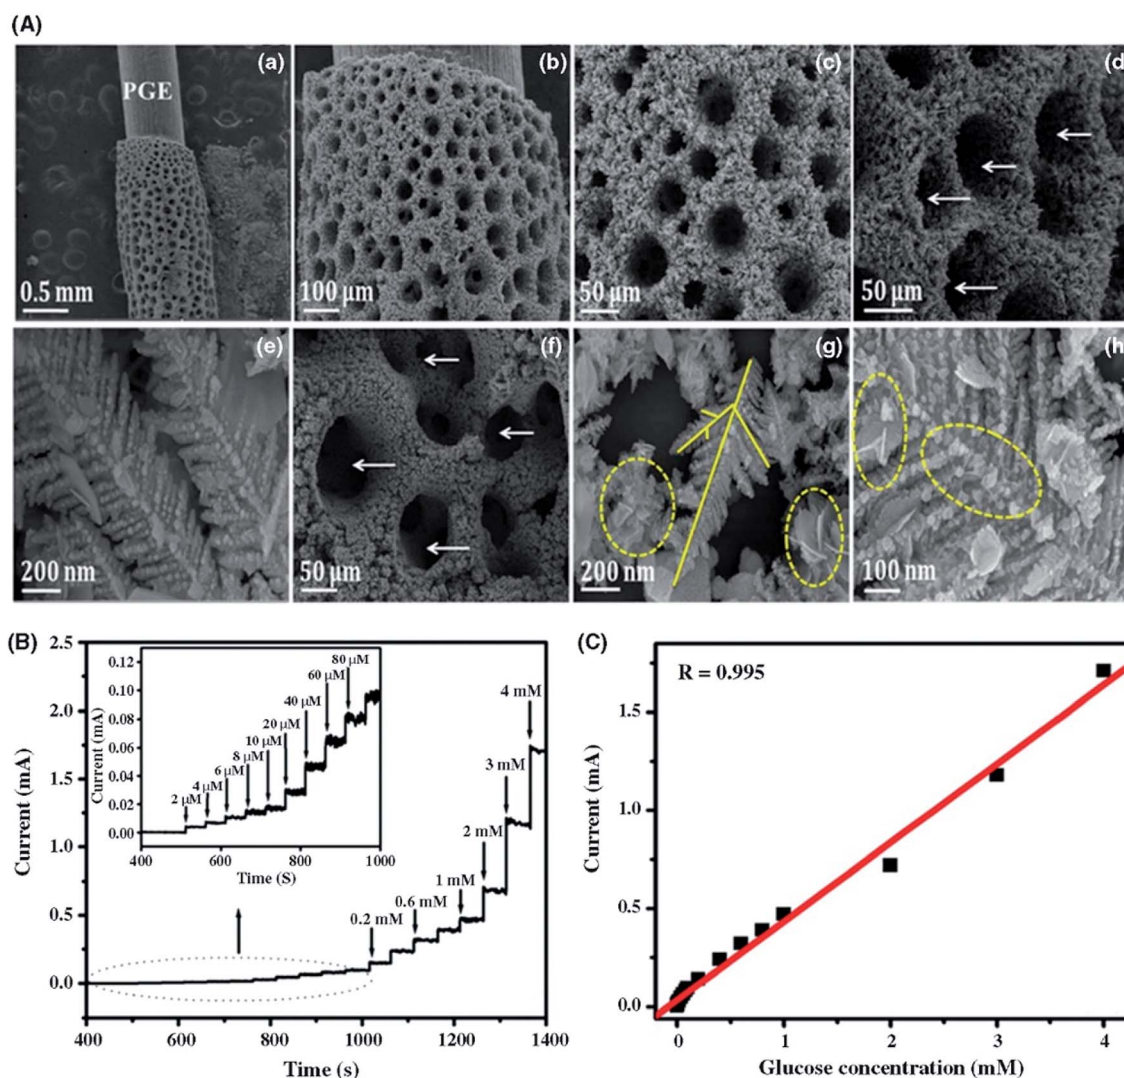 (A)
(a)
PGE
0.5 mm
(b)
100 μm
(c)
50 μm
(d)
50 μm
(e)
200 nm
(f)
50 μm
(g)
200 nm
(h)
100 nm
(B)
2.5
2.0
1.5
1.0
0.5
0.0
Current (mA)
400
600
800
1000
1200
1400
Time (s)
0.12
0.10
0.08
0.06
0.04
0.02
0.00
Current (mA)
400
600
800
1000
Time (S)
2 μM
4 μM
6 μM
8 μM
10 μM
20 μM
40 μM
60 μM
80 μM
0.2 mM
0.6 mM
1 mM
2 mM
3 mM
4 mM
(C)
R = 0.995
1.5
1.0
0.5
0.0
Current (mA)
0
1
2
3
4
Glucose concentration (mM)